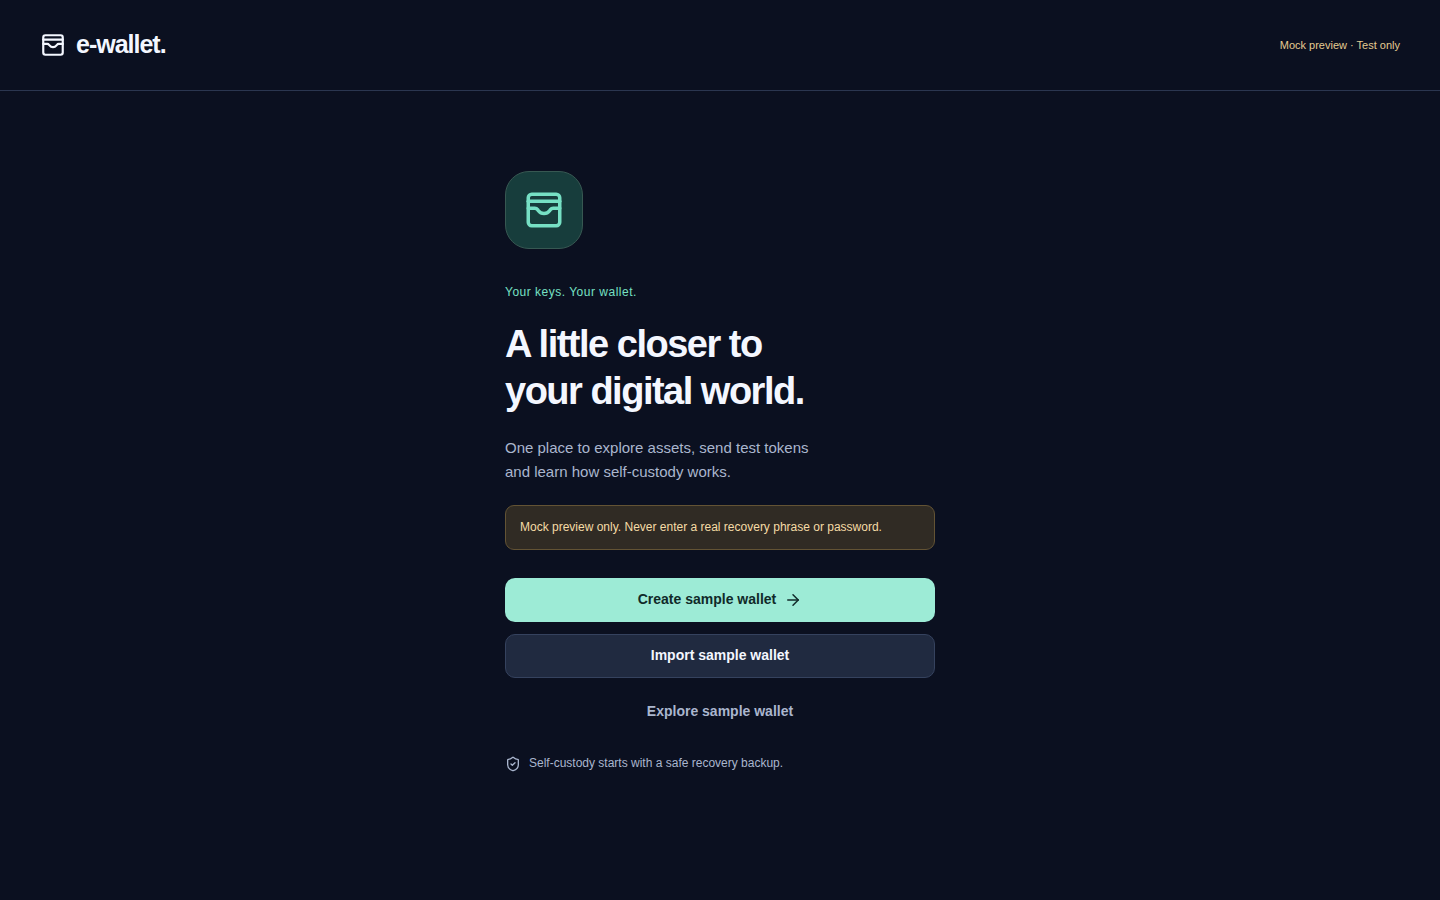 e-wallet.
Mock preview · Test only
Your keys. Your wallet.
A little closer to
your digital world.
One place to explore assets, send test tokens
and learn how self-custody works.
Mock preview only. Never enter a real recovery phrase or password.
Create sample wallet
Import sample wallet
Explore sample wallet
Self-custody starts with a safe recovery backup.